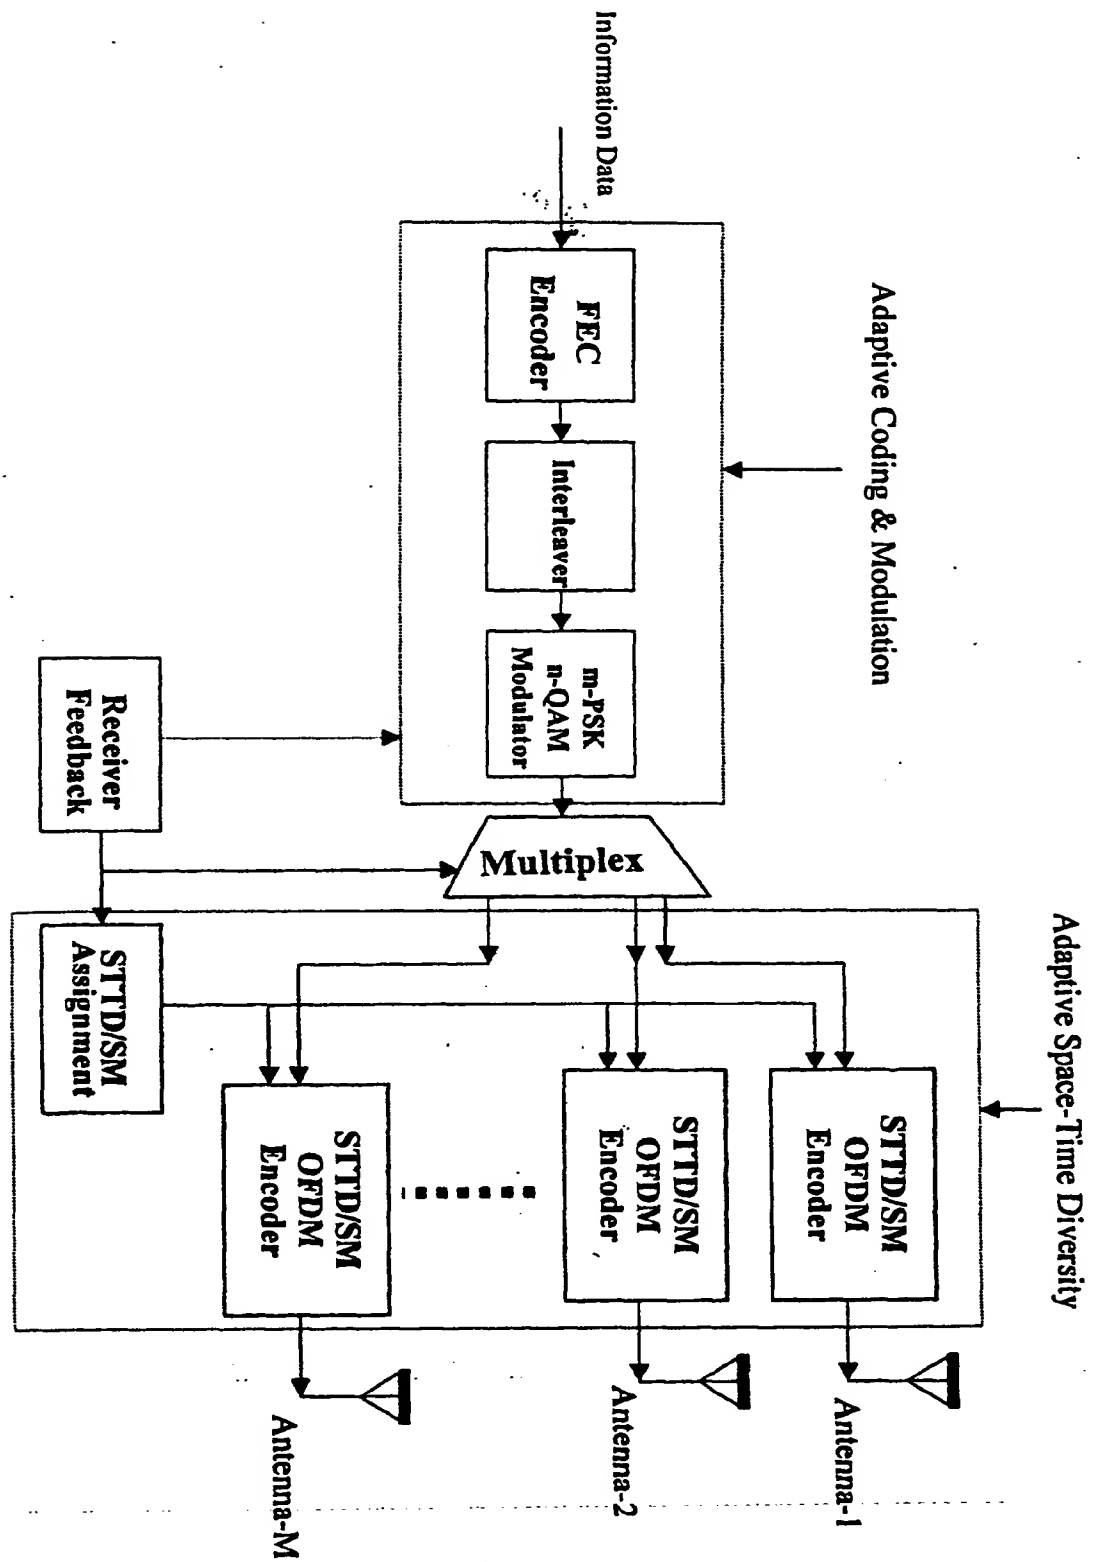 Information Data
Adaptive Coding & Modulation
FEC
Encoder
Interleaver
m-PSK
n-QAM
Modulator
Receiver
Feedback
Multiplex
Adaptive Space-Time Diversity
STTD/SM
Assignment
STTD/SM
OFDM
Encoder
Antenna-1
STTD/SM
OFDM
Encoder
Antenna-2
STTD/SM
OFDM
Encoder
Antenna-M